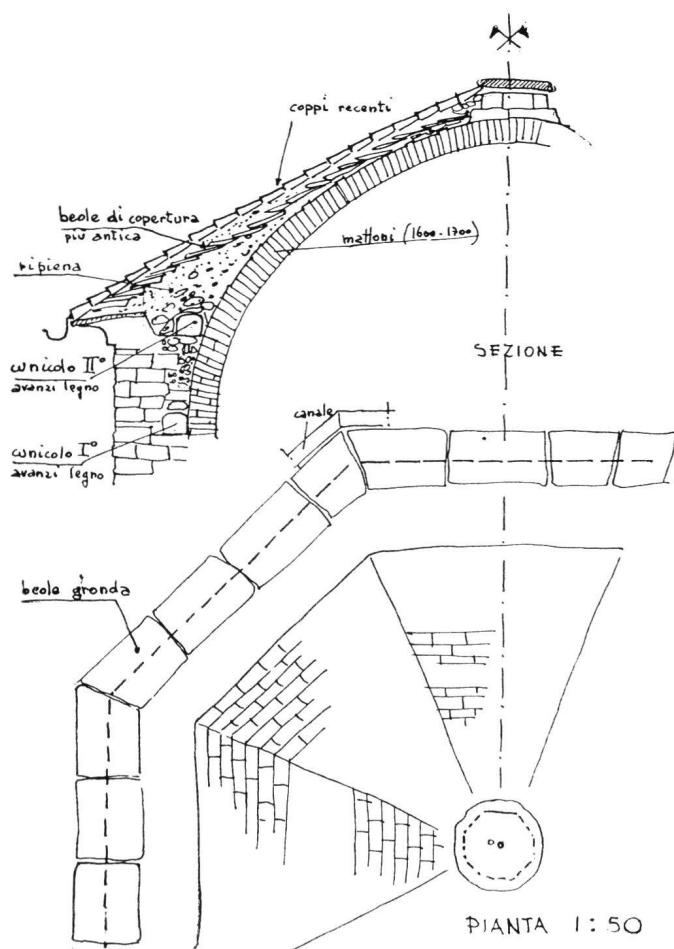 coppi recenti
beole di copertura
più antica
mattoni (1600-1700)
ripiena
SEZIONE
cunicolo II°
avanzi legno
canale
cunicolo I°
avanzi legno
beole gronda
PIANTA 1:50